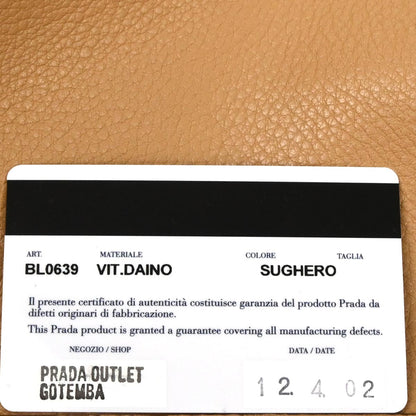 ART. MATERIALE COLORE TAGLIA
BL0639 VIT.DAINO SUGHERO
Il presente certificato di autenticità costituisce garanzia del prodotto Prada da
difetti originari di fabbricazione.
This Prada product is granted a guarantee covering all manufacturing defects.
NEGOZIO / SHOP DATA / DATE
PRADA OUTLET 12. 4. 02
GOTEMBA